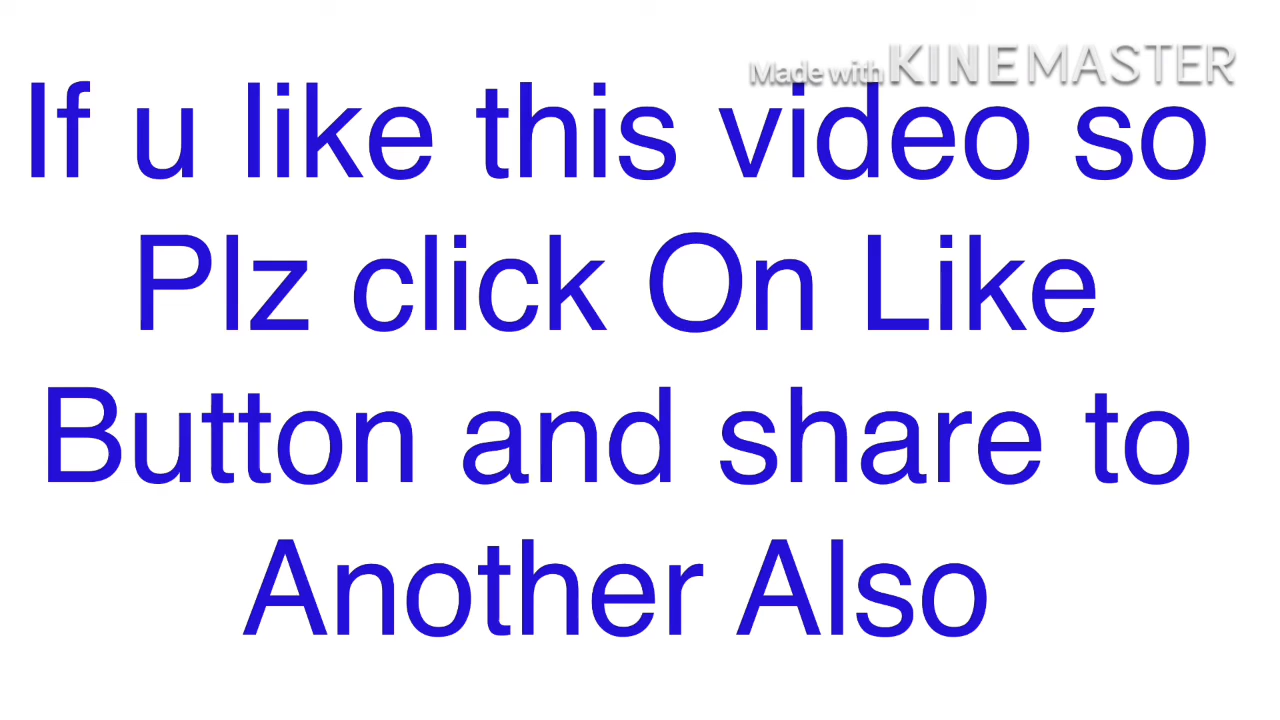 Made with KINEMASTER
If u like this video so
Plz click On Like
Button and share to
Another Also